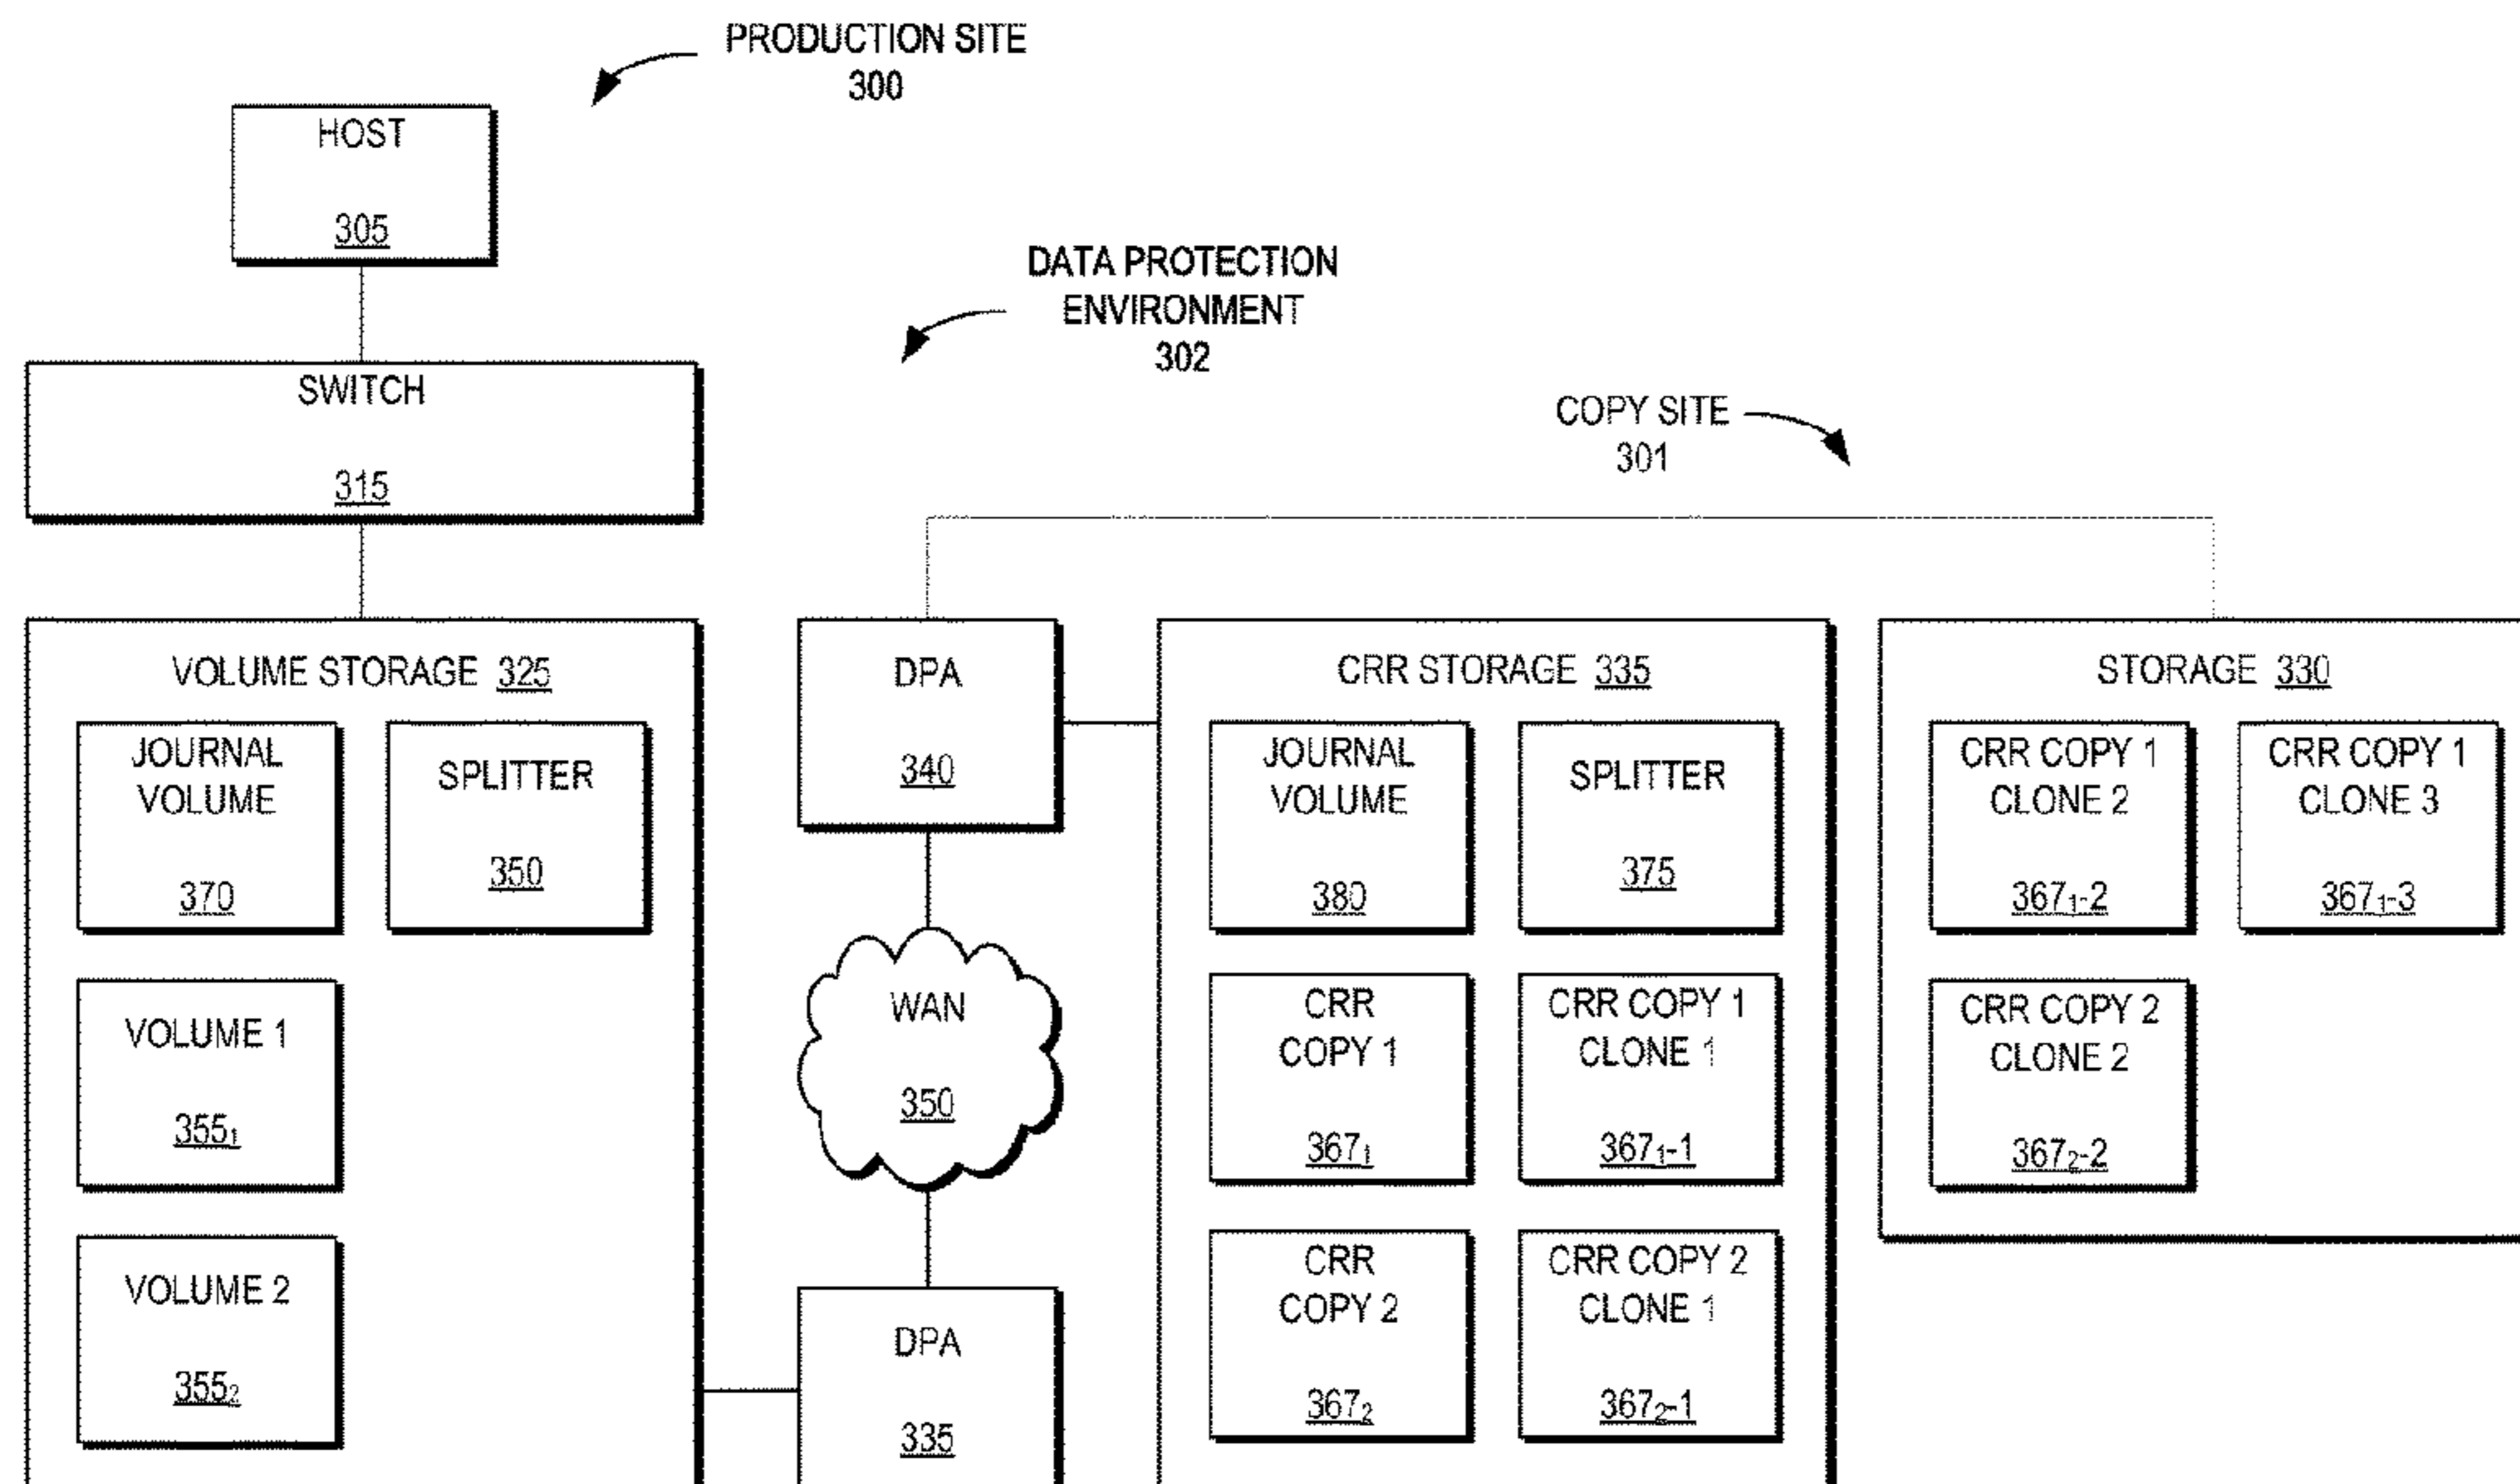 PRODUCTION SITE
300
HOST
305
DATA PROTECTION
ENVIRONMENT
302
SWITCH
315
COPY SITE
301
VOLUME STORAGE 325
JOURNAL
VOLUME
370
SPLITTER
350
VOLUME 1
355₁
VOLUME 2
355₂
DPA
340
WAN
350
DPA
335
CRR STORAGE 335
JOURNAL
VOLUME
380
SPLITTER
375
CRR
COPY 1
367₁
CRR COPY 1
CLONE 1
367₁-1
CRR
COPY 2
367₂
CRR COPY 2
CLONE 1
367₂-1
STORAGE 330
CRR COPY 1
CLONE 2
367₁-2
CRR COPY 1
CLONE 3
367₁-3
CRR COPY 2
CLONE 2
367₂-2